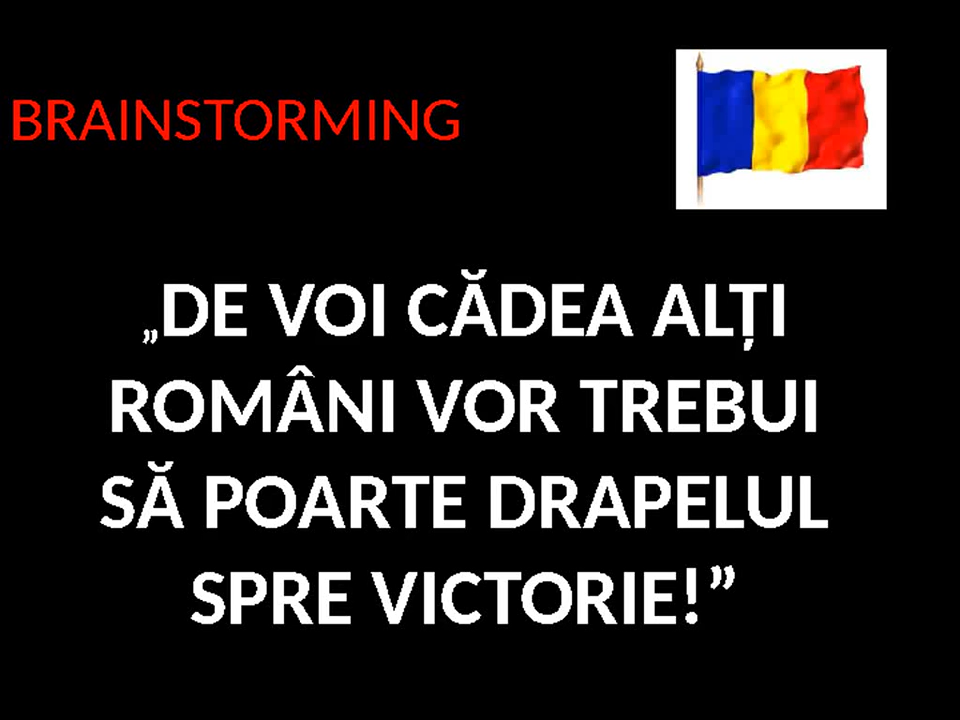 BRAINSTORMING
„DE VOI CĂDEA ALȚI
ROMÂNI VOR TREBUI
SĂ POARTE DRAPELUL
SPRE VICTORIE!”